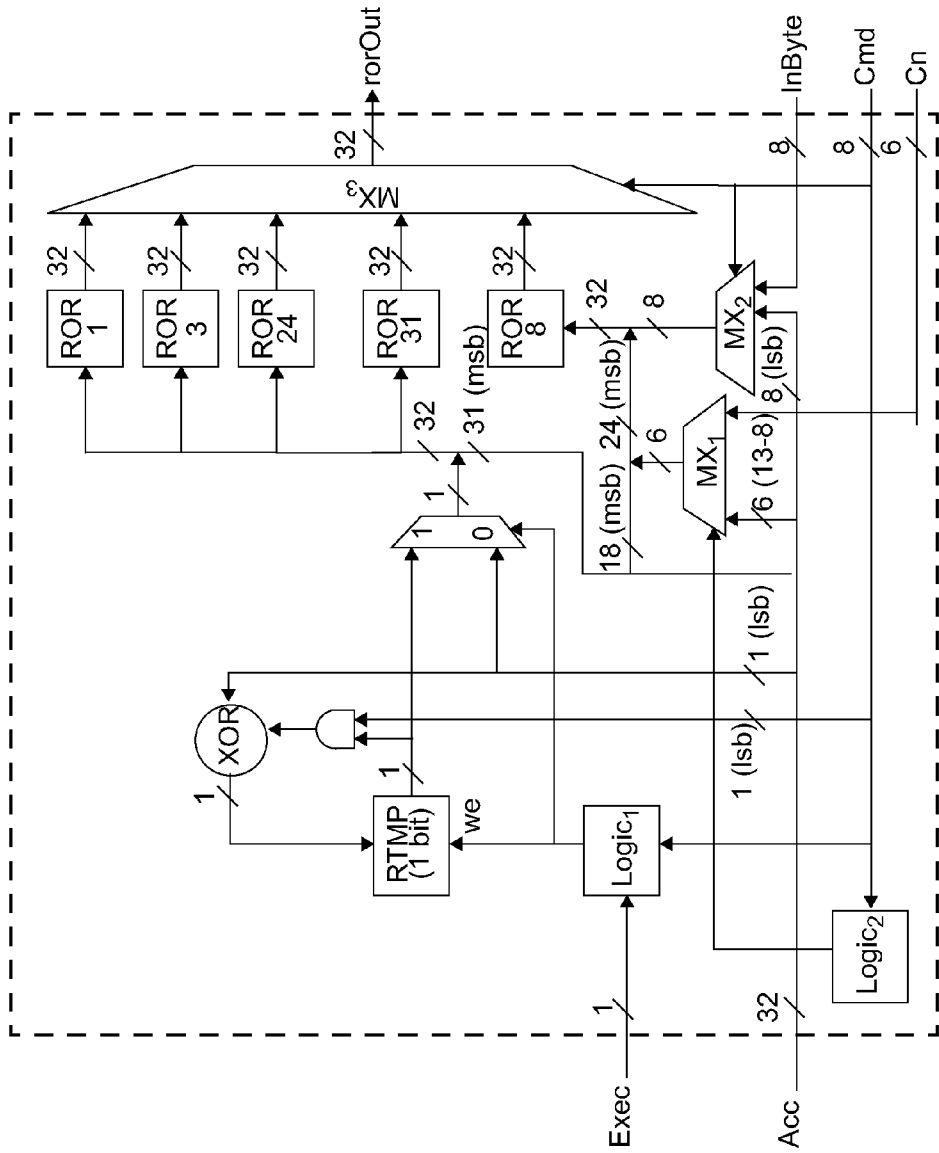 Exec
1
Acc
32
Logic₂
Logic₁
we
RTMP
(1 bit)
1
XOR
1
1 (lsb)
1 (lsb)
1
0
1
32
31 (msb)
18 (msb)
24 (msb)
6
MX₁
6 (13-8)
8 (lsb)
MX₂
8
32
ROR
1
ROR
3
ROR
24
ROR
31
ROR
8
32
32
32
32
32
MX₃
32
rorOut
8
InByte
8
Cmd
6
Cn